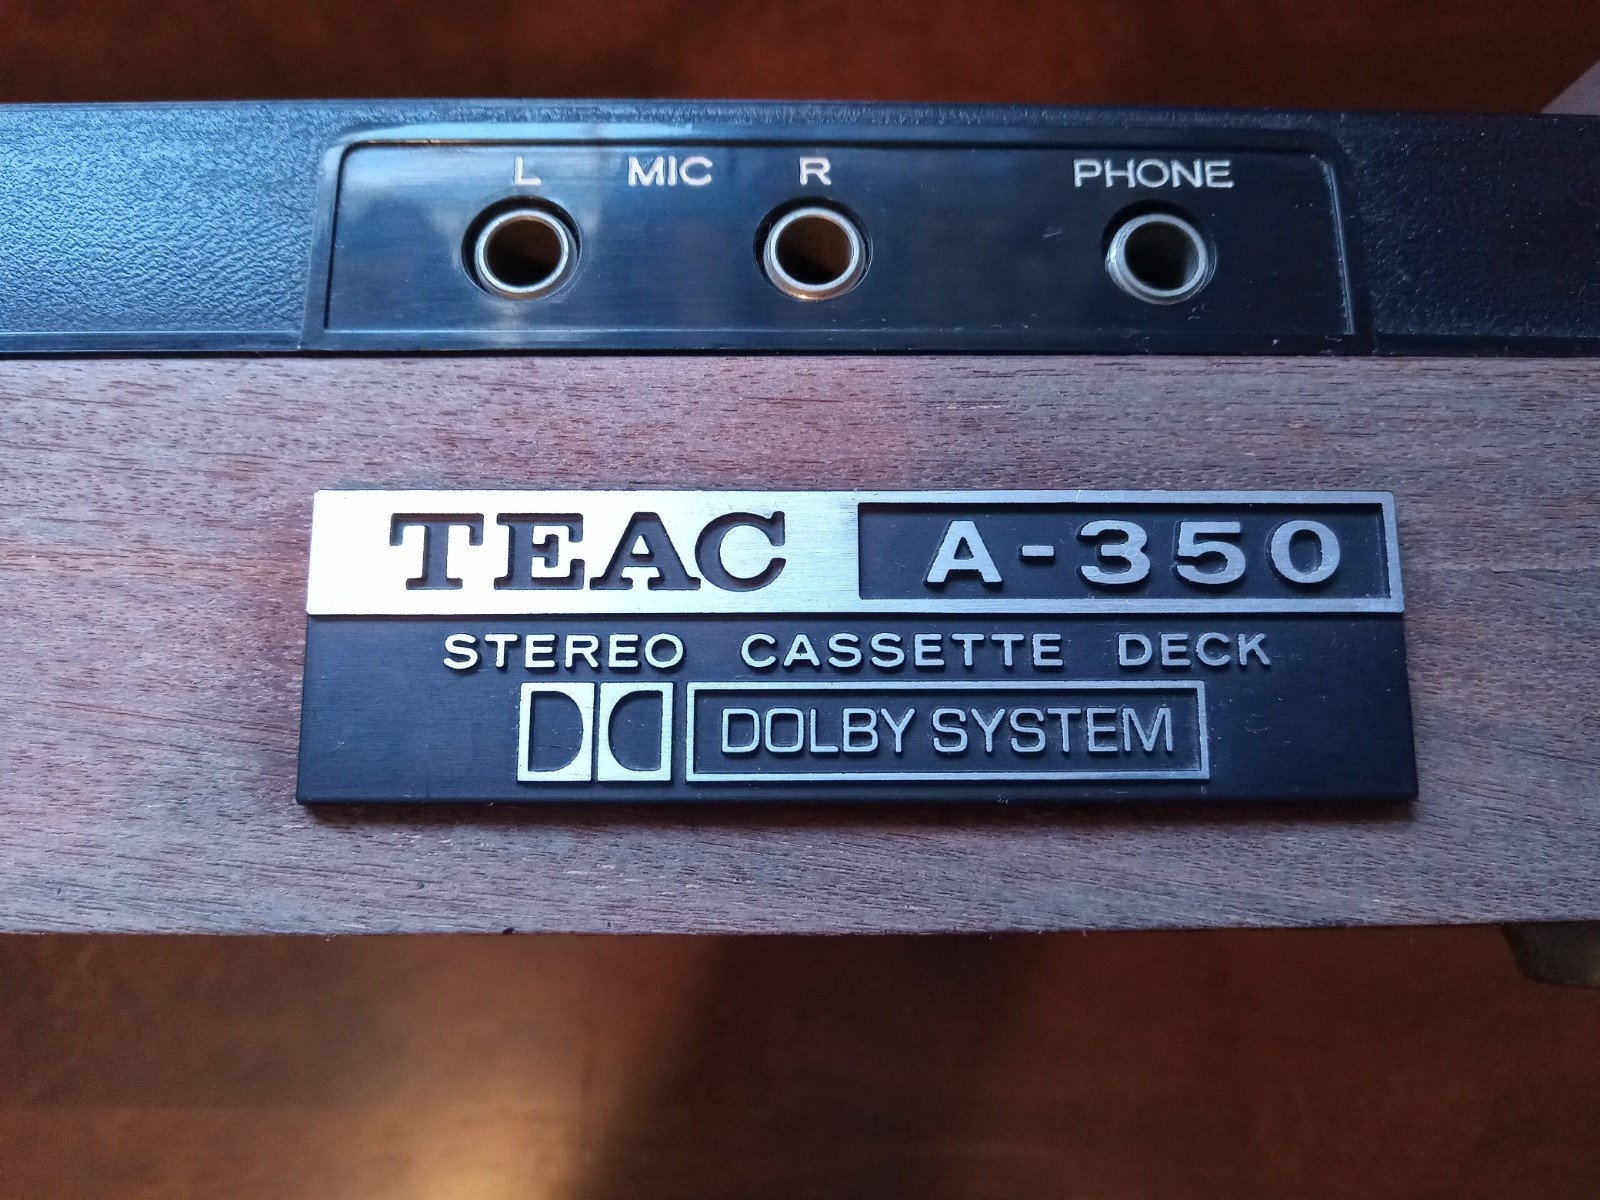 L MIC R PHONE
TEAC A-350
STEREO CASSETTE DECK
DOLBY SYSTEM